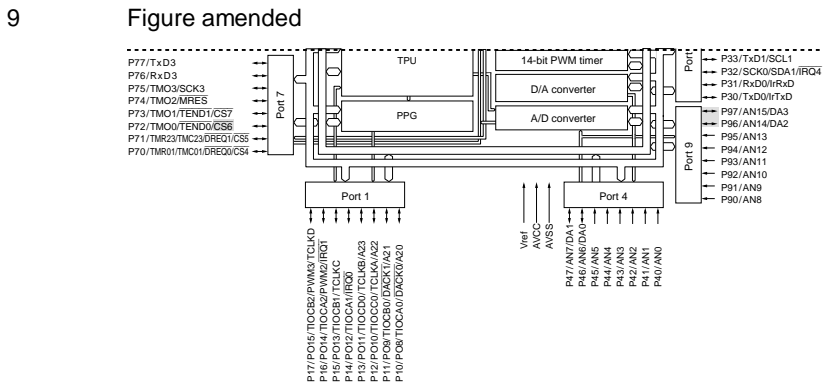 9 Figure amended
P77/TxD3
P76/RxD3
P75/TMO3/SCK3
P74/TMO2/MRES
P73/TMO1/TEND1/CS7
P72/TMO0/TEND0/CS6
P71/TMR23/TMC23/DREQ1/CS5
P70/TMR01/TMC01/DREQ0/CS4
Port 7
TPU
PPG
14-bit PWM timer
D/A converter
A/D converter
Port
P33/TxD1/SCL1
P32/SCK0/SDA1/IRQ4
P31/RxD0/IrRxD
P30/TxD0/IrTxD
Port 9
P97/AN15/DA3
P96/AN14/DA2
P95/AN13
P94/AN12
P93/AN11
P92/AN10
P91/AN9
P90/AN8
Port 1
Port 4
P17/PO15/TIOCB2/PWM3/TCLKD
P16/PO14/TIOCA2/PWM2/IRQ1
P15/PO13/TIOCB1/TCLKC
P14/PO12/TIOCA1/IRQ0
P13/PO11/TIOCD0/TCLKB/A23
P12/PO10/TIOCC0/TCLKA/A22
P11/PO9/TIOCB0/DACK1/A21
P10/PO8/TIOCA0/DACK0/A20
Vref
AVCC
AVSS
P47/AN7/DA1
P46/AN6/DA0
P45/AN5
P44/AN4
P43/AN3
P42/AN2
P41/AN1
P40/AN0